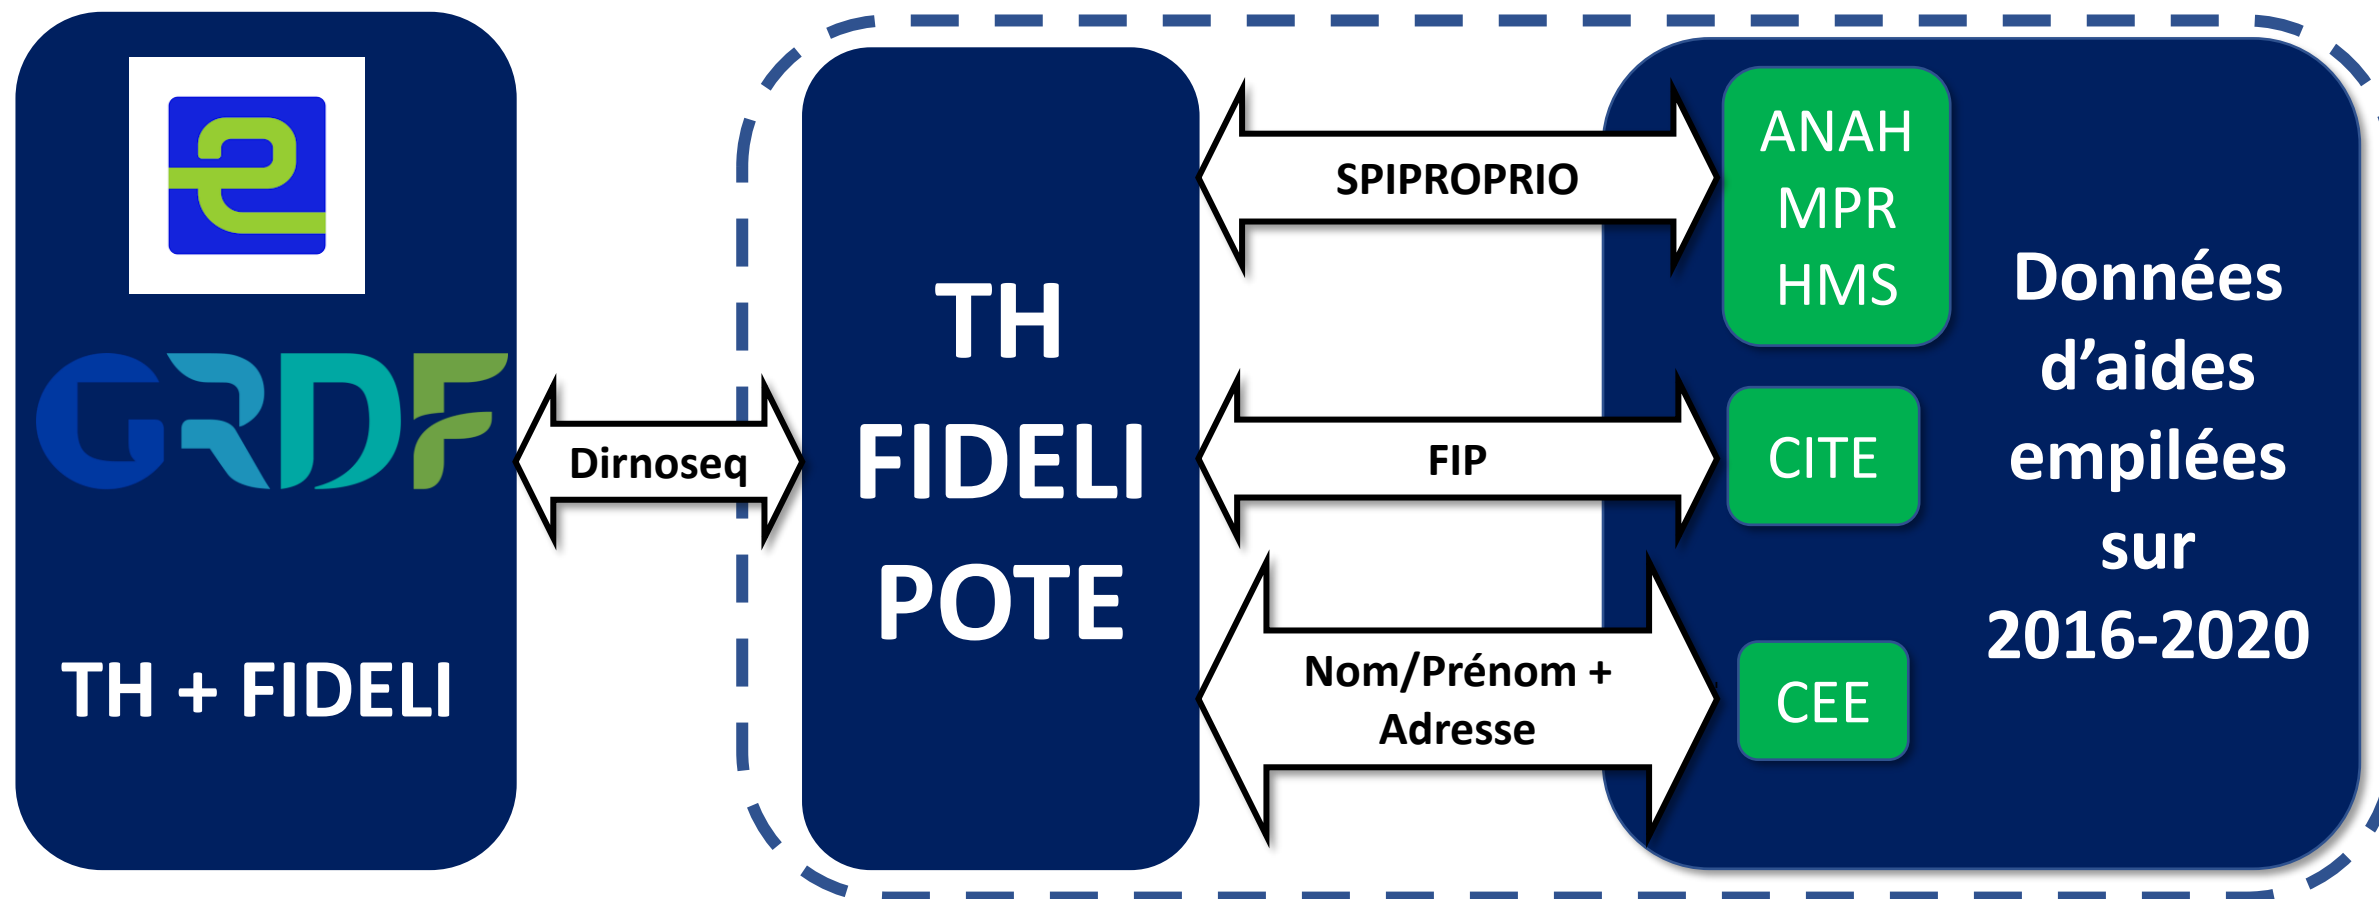 GRDF
TH + FIDELI
Dirnoseq
TH
FIDELI
POTE
SPIPROPRIO
FIP
Nom/Prénom +
Adresse
ANAH
MPR
HMS
CITE
CEE
Données
d’aides
empilées
sur
2016-2020